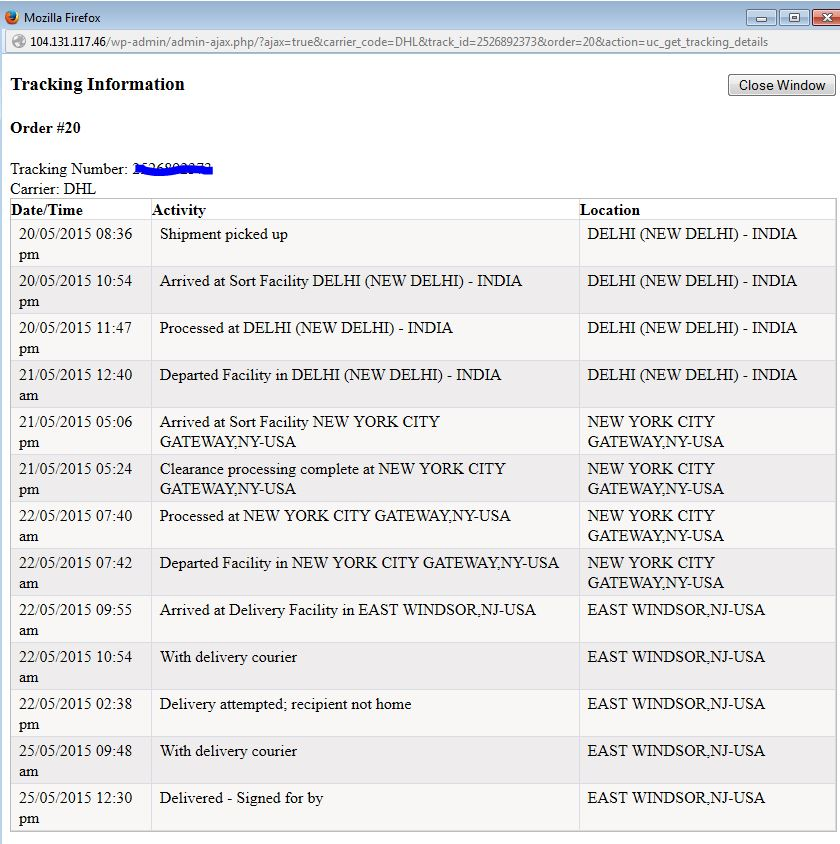 Mozilla Firefox
104.131.117.46/wp-admin/admin-ajax.php/?ajax=true&carrier_code=DHL&track_id=2526892373&order=20&action=uc_get_tracking_details
Tracking Information
Close Window
Order #20
Tracking Number:
Carrier: DHL
Date/Time Activity Location
20/05/2015 08:36 Shipment picked up DELHI (NEW DELHI) - INDIA
pm
20/05/2015 10:54 Arrived at Sort Facility DELHI (NEW DELHI) - INDIA DELHI (NEW DELHI) - INDIA
pm
20/05/2015 11:47 Processed at DELHI (NEW DELHI) - INDIA DELHI (NEW DELHI) - INDIA
pm
21/05/2015 12:40 Departed Facility in DELHI (NEW DELHI) - INDIA DELHI (NEW DELHI) - INDIA
am
21/05/2015 05:06 Arrived at Sort Facility NEW YORK CITY NEW YORK CITY
pm GATEWAY,NY-USA GATEWAY,NY-USA
21/05/2015 05:24 Clearance processing complete at NEW YORK CITY NEW YORK CITY
pm GATEWAY,NY-USA GATEWAY,NY-USA
22/05/2015 07:40 Processed at NEW YORK CITY GATEWAY,NY-USA NEW YORK CITY
am GATEWAY,NY-USA
22/05/2015 07:42 Departed Facility in NEW YORK CITY GATEWAY,NY-USA NEW YORK CITY
am GATEWAY,NY-USA
22/05/2015 09:55 Arrived at Delivery Facility in EAST WINDSOR,NJ-USA EAST WINDSOR,NJ-USA
am
22/05/2015 10:54 With delivery courier EAST WINDSOR,NJ-USA
am
22/05/2015 02:38 Delivery attempted; recipient not home EAST WINDSOR,NJ-USA
pm
25/05/2015 09:48 With delivery courier EAST WINDSOR,NJ-USA
am
25/05/2015 12:30 Delivered - Signed for by EAST WINDSOR,NJ-USA
pm